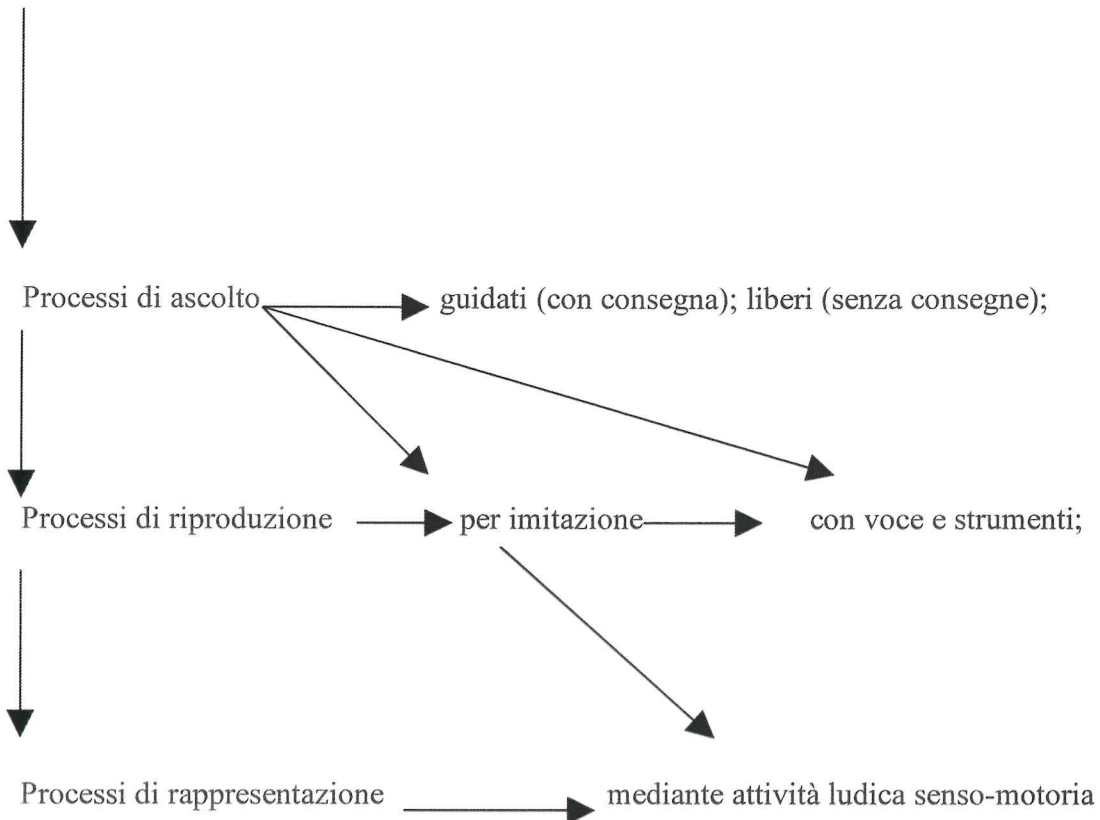 Processi di ascolto guidati (con consegna); liberi (senza consegne);
Processi di riproduzione per imitazione con voce e strumenti;
Processi di rappresentazione mediante attività ludica senso-motoria